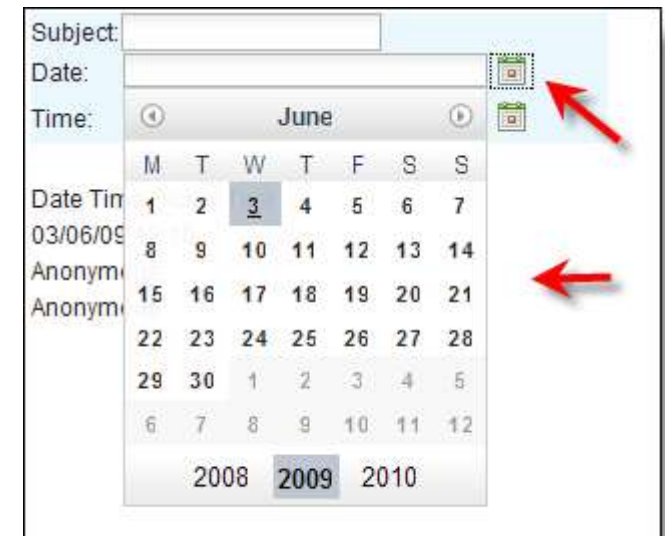 Subject:
Date:
Time:
June
M T W T F S S
1 2 3 4 5 6 7
8 9 10 11 12 13 14
15 16 17 18 19 20 21
22 23 24 25 26 27 28
29 30 1 2 3 4 5
6 7 8 9 10 11 12
2008 2009 2010
Date Tim
03/06/09
Anonym
Anonym